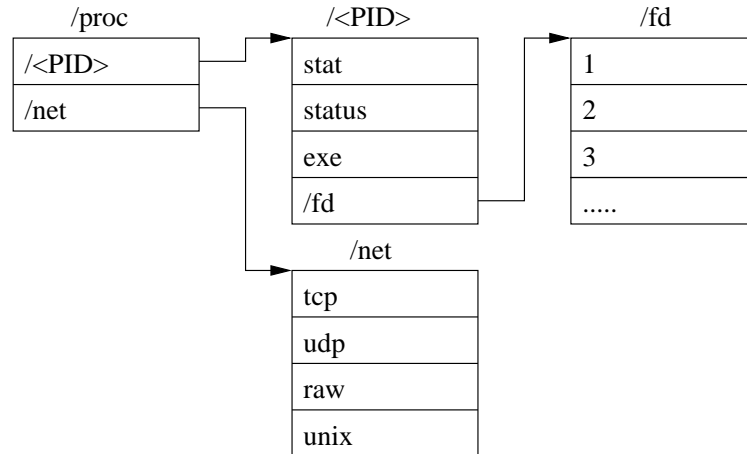 /proc
/<PID>
/net
/<PID>
stat
status
exe
/fd
/fd
1
2
3
.....
/net
tcp
udp
raw
unix